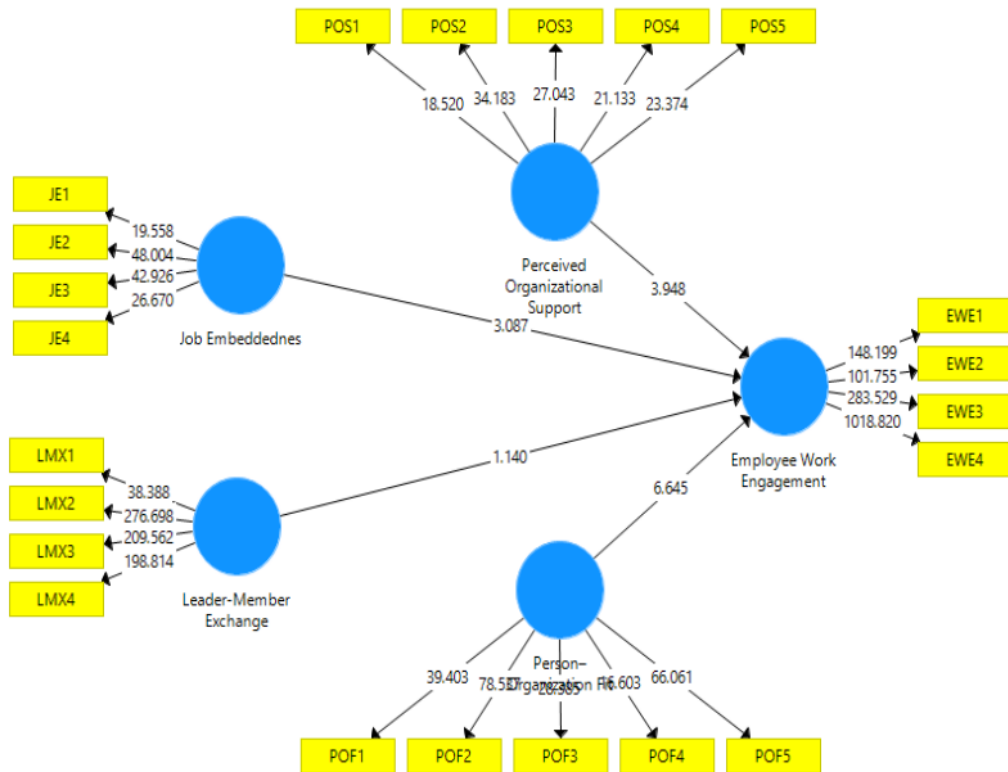 POS1 POS2 POS3 POS4 POS5
18.520 34.183 27.043 21.133 23.374
Perceived
Organizational
Support
JE1
JE2
JE3
JE4
19.558
48.004
42.926
26.670
Job Embeddednes
3.087
3.948
LMX1
LMX2
LMX3
LMX4
38.388
276.698
209.562
198.814
Leader-Member
Exchange
1.140
6.645
148.199
101.755
283.529
1018.820
EWE1
EWE2
EWE3
EWE4
Employee Work
Engagement
Person–
Organization Fit
39.403 66.061
POF1 POF2 POF3 POF4 POF5